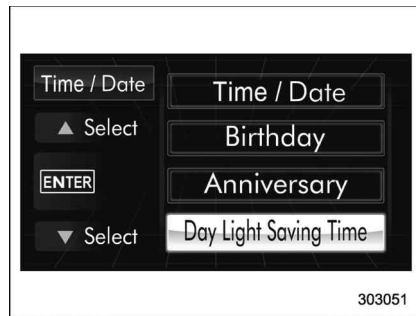 Time / Date
▲ Select
ENTER
▼ Select
Time / Date
Birthday
Anniversary
Day Light Saving Time
303051